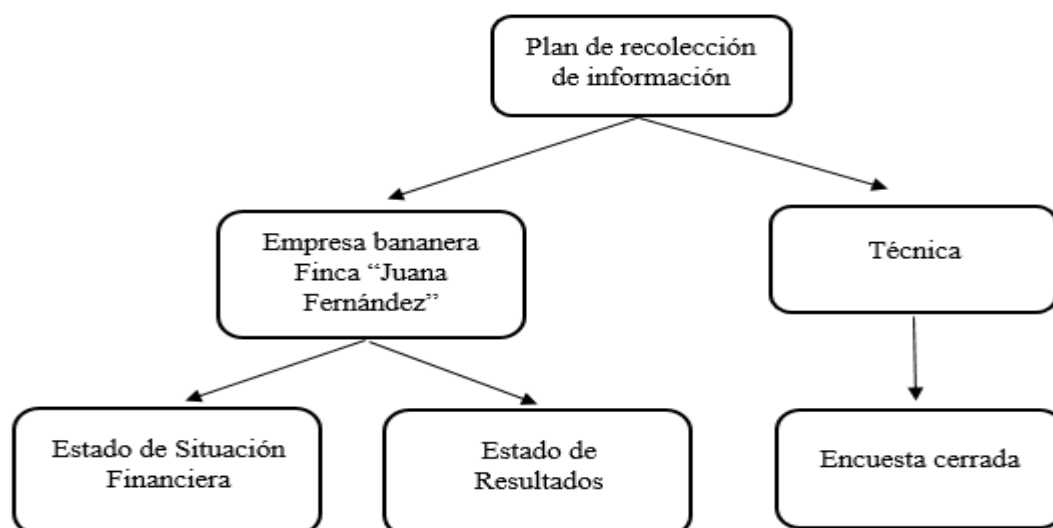 Plan de recolección
de información
Empresa bananera
Finca “Juana
Fernández”
Técnica
Estado de Situación
Financiera
Estado de
Resultados
Encuesta cerrada